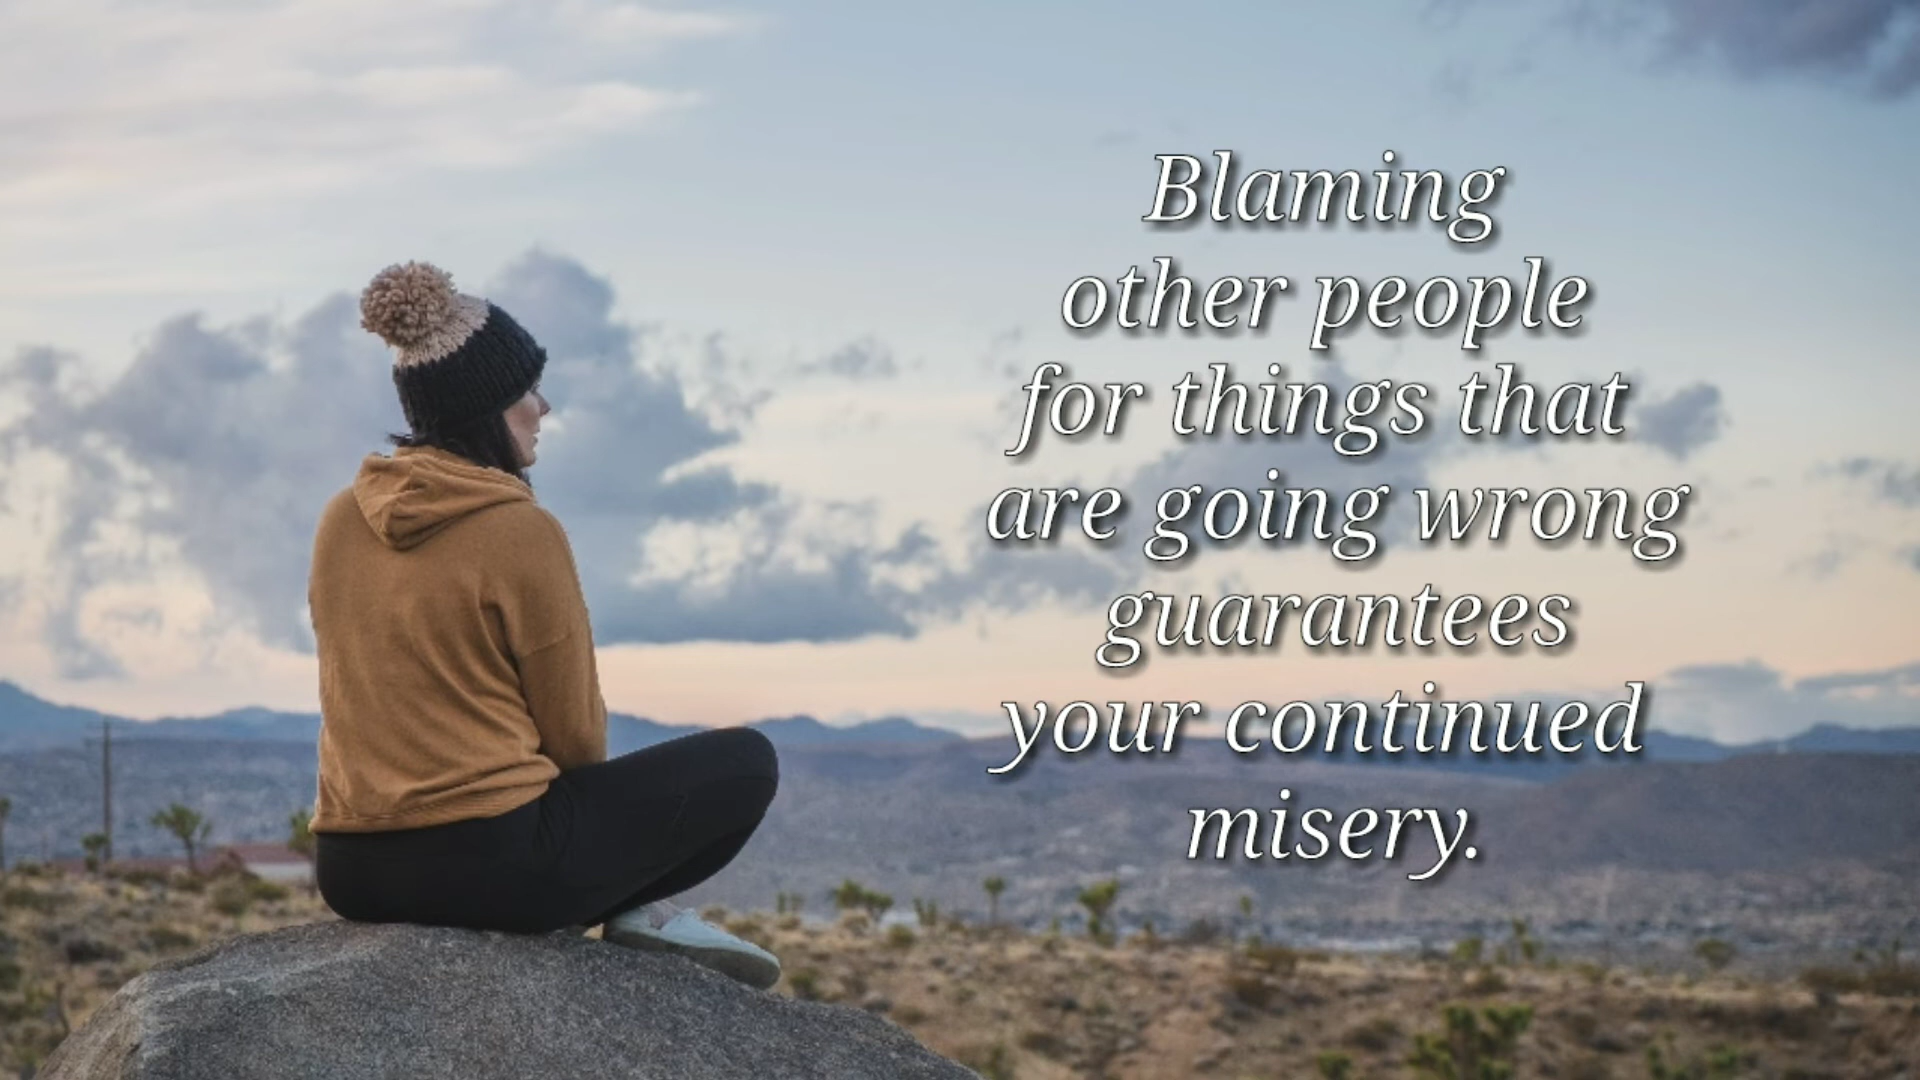 Blaming
other people
for things that
are going wrong
guarantees
your continued
misery.